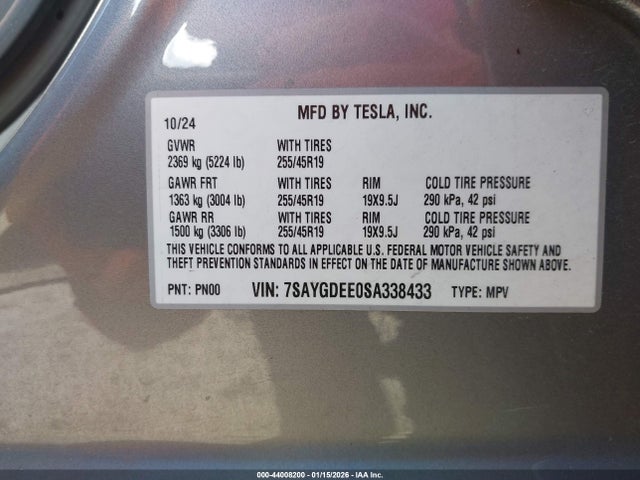 MFD BY TESLA, INC.
10/24
GVWR WITH TIRES
2369 kg (5224 lb) 255/45R19
GAWR FRT WITH TIRES RIM COLD TIRE PRESSURE
1363 kg (3004 lb) 255/45R19 19X9.5J 290 kPa, 42 psi
GAWR RR WITH TIRES RIM COLD TIRE PRESSURE
1500 kg (3306 lb) 255/45R19 19X9.5J 290 kPa, 42 psi
THIS VEHICLE CONFORMS TO ALL APPLICABLE U.S. FEDERAL MOTOR VEHICLE SAFETY AND
THEFT PREVENTION STANDARDS IN EFFECT ON THE DATE OF MANUFACTURE SHOWN ABOVE.
PNT: PN00 VIN: 7SAYGDEE0SA338433 TYPE: MPV
000-44008200 - 01/15/2026 - IAA Inc.